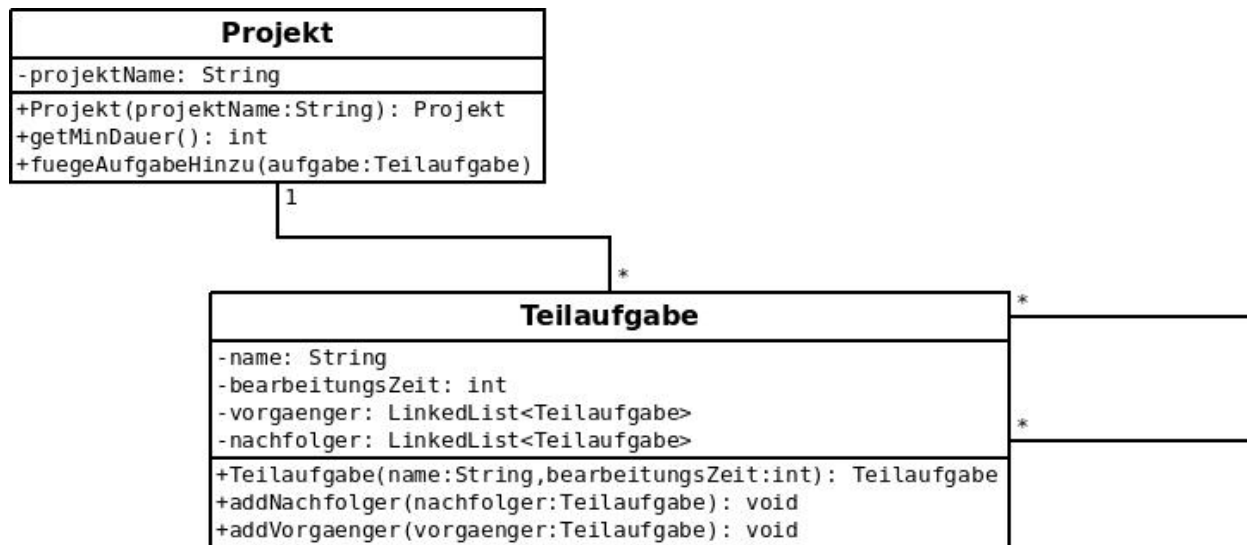 Projekt
-projektName: String
+Projekt(projektName:String): Projekt
+getMinDauer(): int
+fuegeAufgabeHinzu(aufgabe:Teilaufgabe)
1
*
Teilaufgabe
*
-name: String
-bearbeitungsZeit: int
-vorgaenger: LinkedList<Teilaufgabe>
-nachfolger: LinkedList<Teilaufgabe>
*
+Teilaufgabe(name:String,bearbeitungsZeit:int): Teilaufgabe
+addNachfolger(nachfolger:Teilaufgabe): void
+addVorgaenger(vorgaenger:Teilaufgabe): void